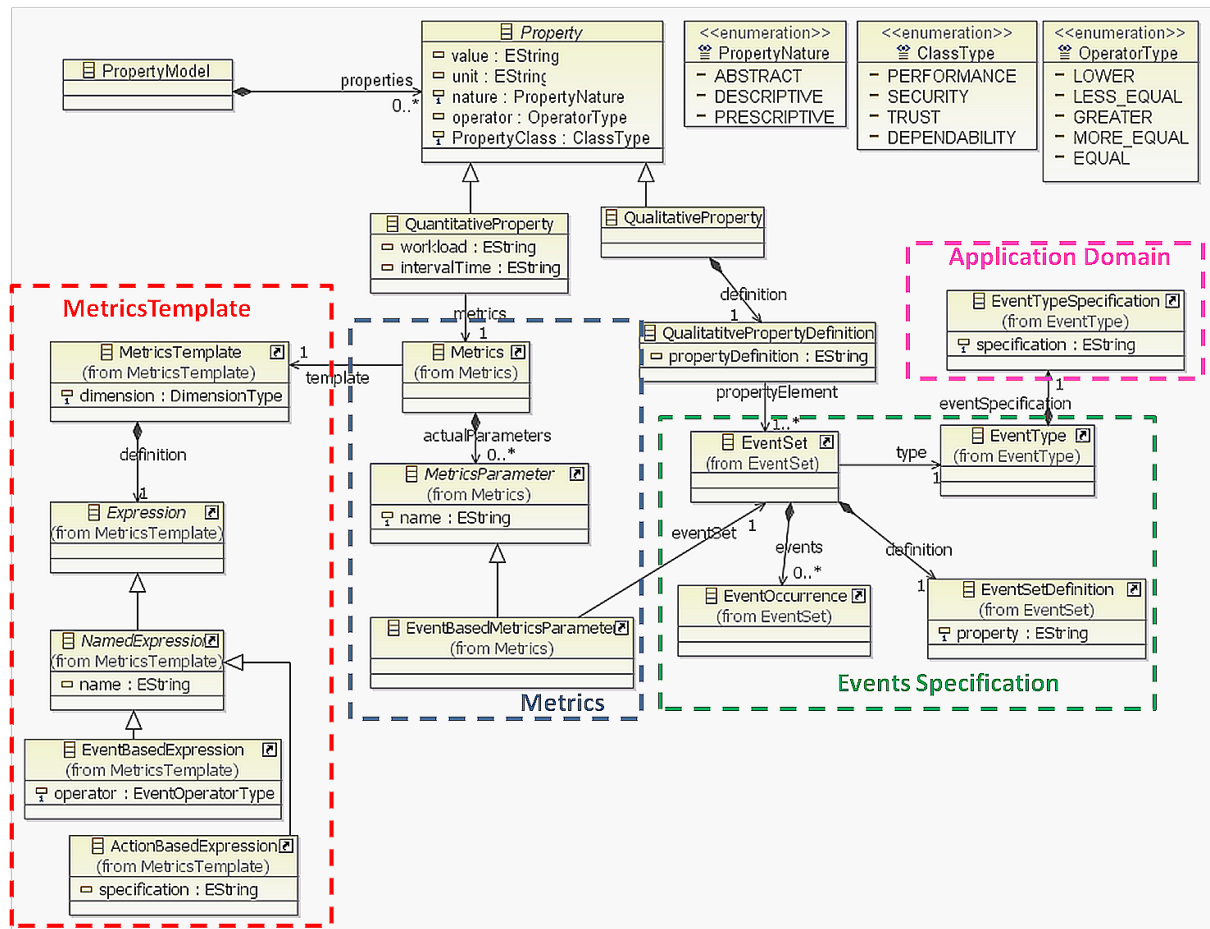 PropertyModel
properties
0..*
Property
value : EString
unit : EString
nature : PropertyNature
operator : OperatorType
PropertyClass : ClassType
<<enumeration>>
PropertyNature
ABSTRACT
DESCRIPTIVE
PRESCRIPTIVE
<<enumeration>>
ClassType
PERFORMANCE
SECURITY
TRUST
DEPENDABILITY
<<enumeration>>
OperatorType
LOWER
LESS_EQUAL
GREATER
MORE_EQUAL
EQUAL
QuantitativeProperty
workload : EString
intervalTime : EString
QualitativeProperty
definition
1
metrics
1
Application Domain
EventTypeSpecification
(from EventType)
specification : EString
1
eventSpecification
MetricsTemplate
MetricsTemplate
(from MetricsTemplate)
dimension : DimensionType
1
template
Metrics
(from Metrics)
QualitativePropertyDefinition
propertyDefinition : EString
propertyElement
1..*
definition
1
actualParameters
0..*
EventSet
(from EventSet)
type
1
EventType
(from EventType)
Expression
(from MetricsTemplate)
MetricsParameter
(from Metrics)
name : EString
eventSet
1
events
0..*
definition
1
EventOccurrence
(from EventSet)
EventSetDefinition
(from EventSet)
property : EString
NamedExpression
(from MetricsTemplate)
name : EString
EventBasedMetricsParameter
(from Metrics)
Metrics
Events Specification
EventBasedExpression
(from MetricsTemplate)
operator : EventOperatorType
ActionBasedExpression
(from MetricsTemplate)
specification : EString